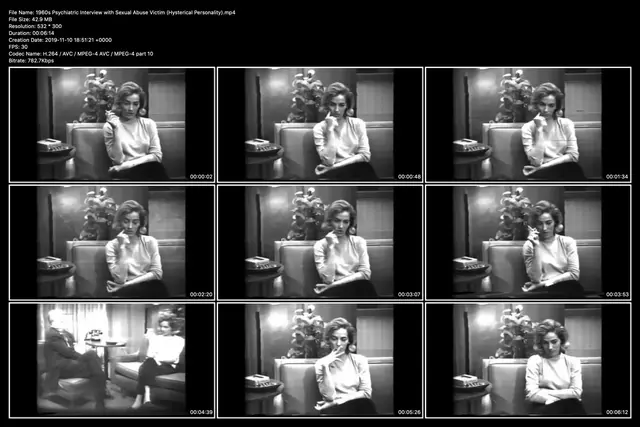 File Name: 1960s Psychiatric Interview with Sexual Abuse Victim (Hysterical Personality).mp4
File Size: 42.9 MB
Resolution: 532 * 300
Duration: 00:06:14
Creation Date: 2019-11-10 18:51:21 +0000
FPS: 30
Codec Name: H.264 / AVC / MPEG-4 AVC / MPEG-4 part 10
Bitrate: 782.7Kbps
00:00:02
00:00:48
00:01:34
00:02:20
00:03:07
00:03:53
00:04:39
00:05:26
00:06:12